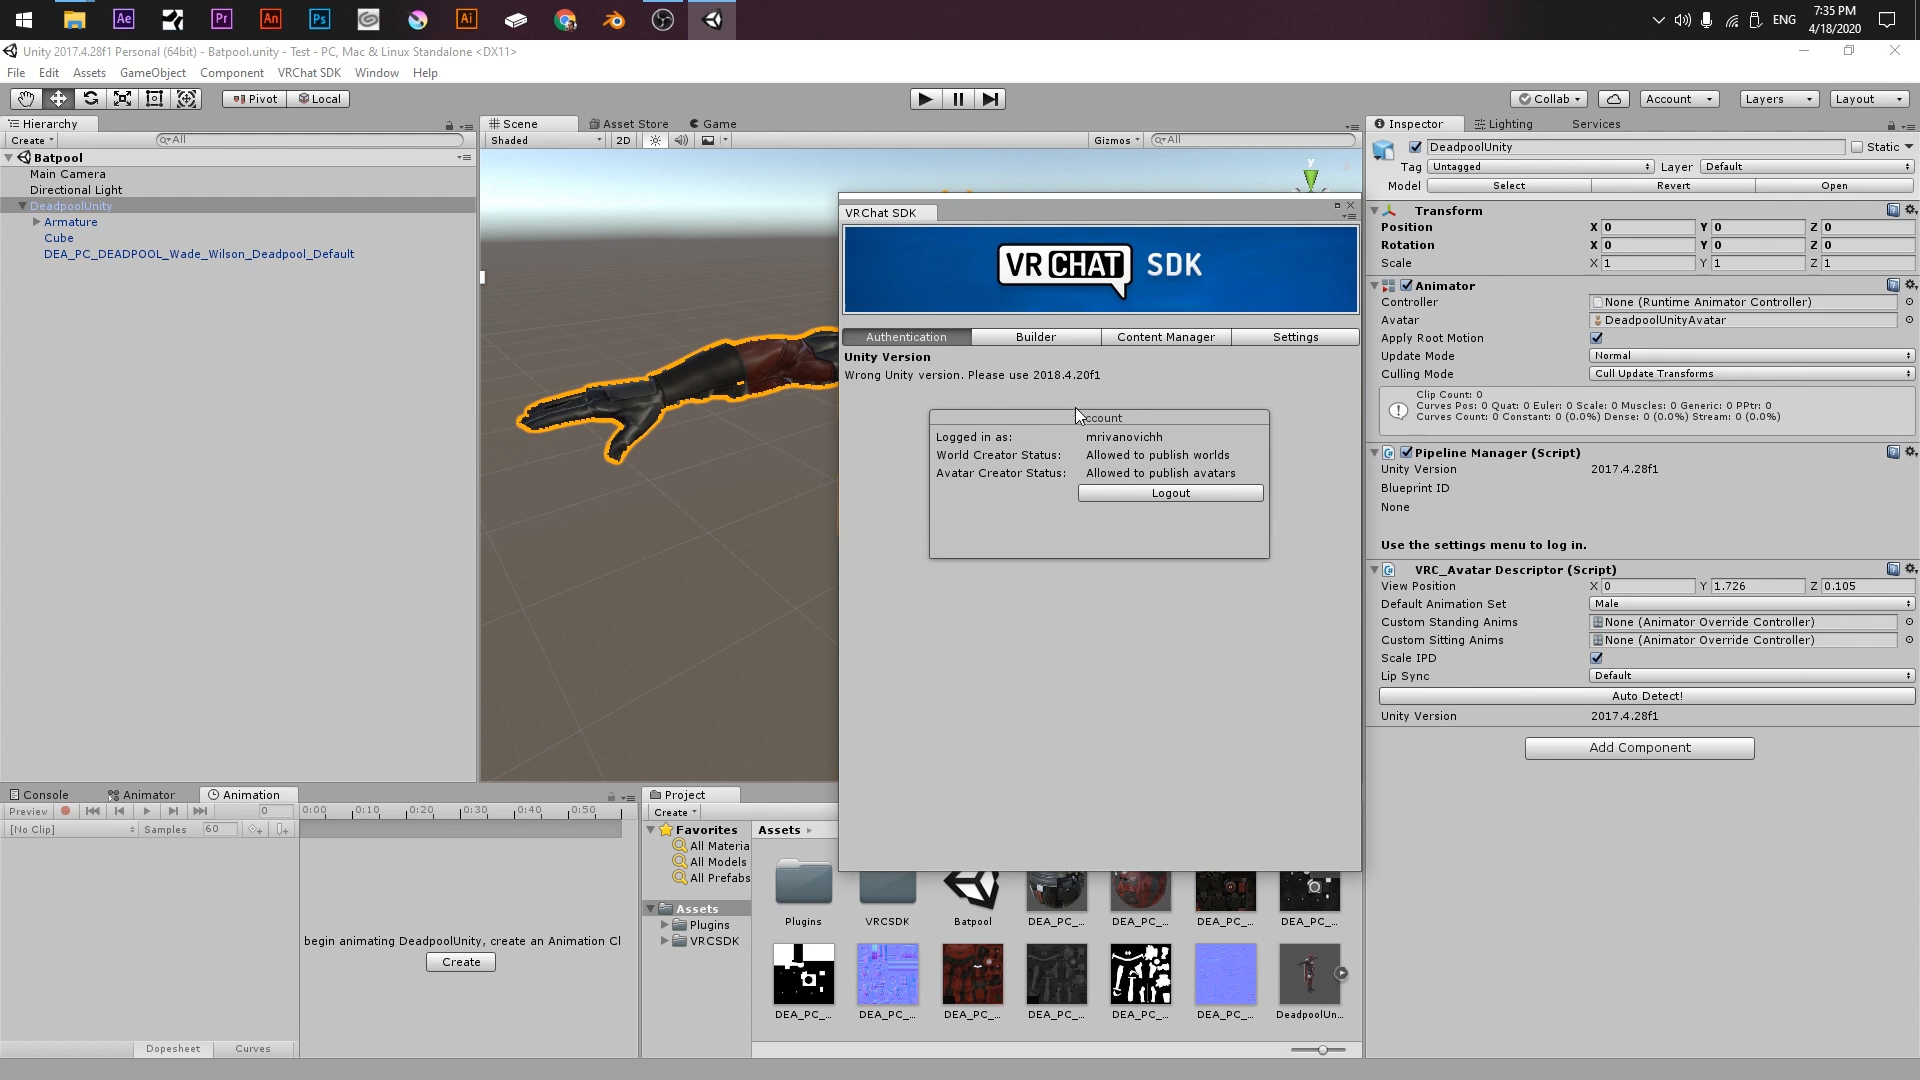 Ae
Pr
An
Ps
Ai
ENG
7:35 PM
4/18/2020
Unity 2017.4.28f1 Personal (64bit) - Batpool.unity - Test - PC, Mac & Linux Standalone <DX11>
File Edit Assets GameObject Component VRChat SDK Window Help
Pivot Local
Collab Account Layers Layout
Hierarchy
Create All
Batpool
Main Camera
Directional Light
DeadpoolUnity
Armature
Cube
DEA_PC_DEADPOOL_Wade_Wilson_Deadpool_Default
Scene Asset Store Game
Shaded 2D Gizmos All
y
VRChat SDK
VRCHAT SDK
Authentication Builder Content Manager Settings
Unity Version
Wrong Unity version. Please use 2018.4.20f1
ccount
Logged in as: mrivanovichh
World Creator Status: Allowed to publish worlds
Avatar Creator Status: Allowed to publish avatars
Logout
Inspector Lighting Services
DeadpoolUnity Static
Tag Untagged Layer Default
Model Select Revert Open
Transform
Position X 0 Y 0 Z 0
Rotation X 0 Y 0 Z 0
Scale X 1 Y 1 Z 1
Animator
Controller None (Runtime Animator Controller)
Avatar DeadpoolUnityAvatar
Apply Root Motion
Update Mode Normal
Culling Mode Cull Update Transforms
Clip Count: 0
Curves Pos: 0 Quat: 0 Euler: 0 Scale: 0 Muscles: 0 Generic: 0 PPtr: 0
Curves Count: 0 Constant: 0 (0.0%) Dense: 0 (0.0%) Stream: 0 (0.0%)
Pipeline Manager (Script)
Unity Version 2017.4.28f1
Blueprint ID
None
Use the settings menu to log in.
VRC_Avatar Descriptor (Script)
View Position X 0 Y 1.726 Z 0.105
Default Animation Set Male
Custom Standing Anims None (Animator Override Controller)
Custom Sitting Anims None (Animator Override Controller)
Scale IPD
Lip Sync Default
Auto Detect!
Unity Version 2017.4.28f1
Add Component
Console Animator Animation
Preview 0 0:00 0:10 0:20 0:30 0:40 0:50
[No Clip] Samples 60
begin animating DeadpoolUnity, create an Animation Cl
Create
Dopesheet Curves
Project
Create
Favorites
All Materia
All Models
All Prefabs
Assets
Plugins
VRCSDK
Assets
Plugins VRCSDK Batpool DEA_PC_... DEA_PC_... DEA_PC_... DEA_PC_...
DEA_PC_... DEA_PC_... DEA_PC_... DEA_PC_... DEA_PC_... DEA_PC_... DeadpoolUn...